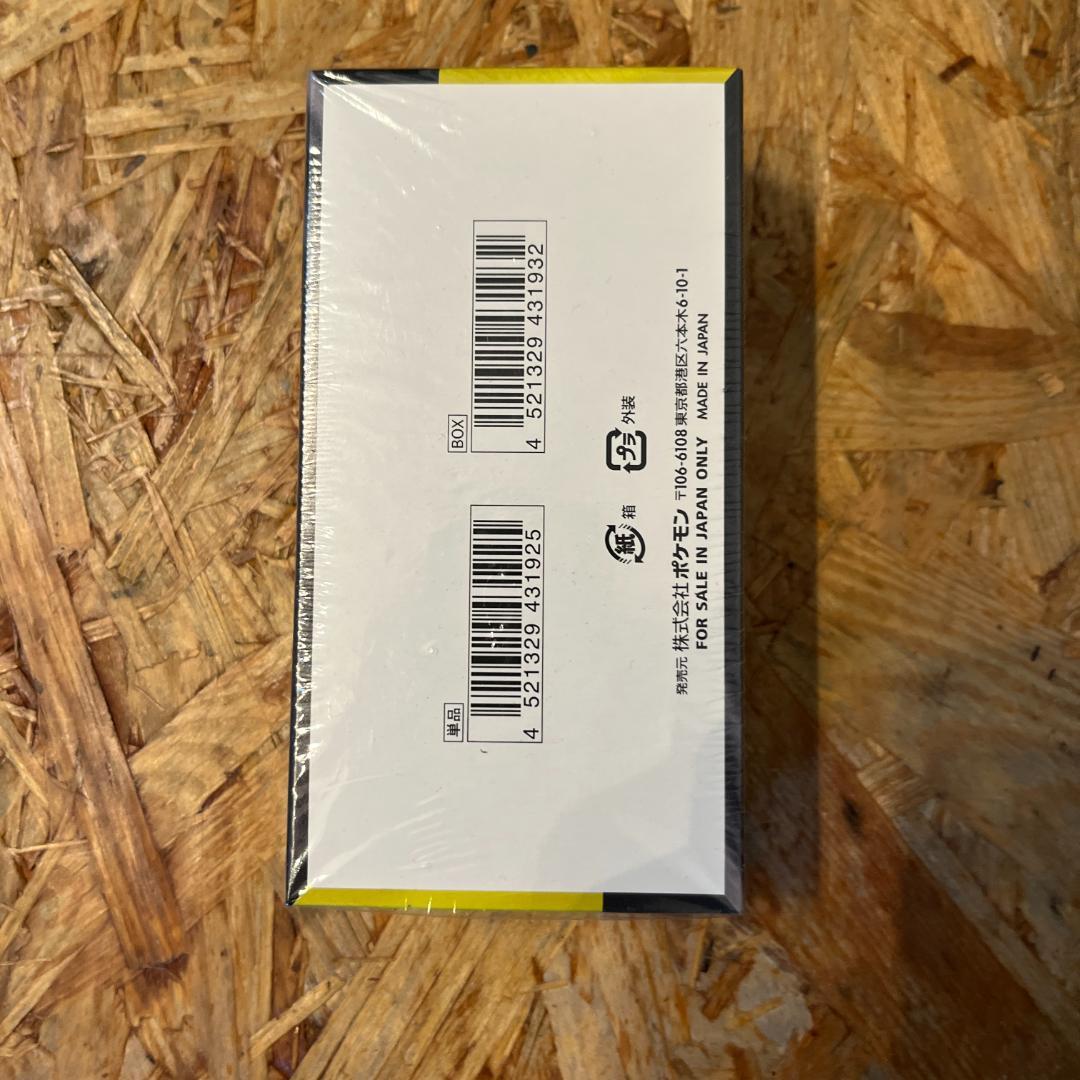 単品
4 521329 431925
BOX
4 521329 431932
紙 箱
プラ 外装
発売元 株式会社ポケモン 〒106-6108 東京都港区六本木6-10-1
FOR SALE IN JAPAN ONLY MADE IN JAPAN